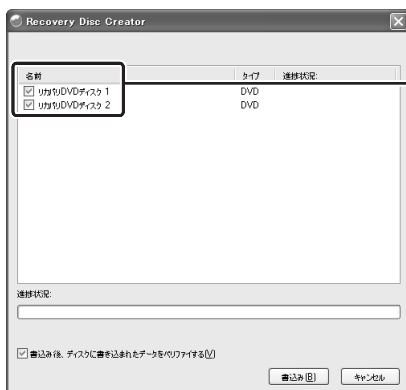 Recovery Disc Creator
名前 タイプ 進捗状況:
リカバリDVDディスク 1 DVD
リカバリDVDディスク 2 DVD
進捗状況:
書込み後、ディスクに書き込まれたデータをベリファイする(V)
書込み(B) キャンセル